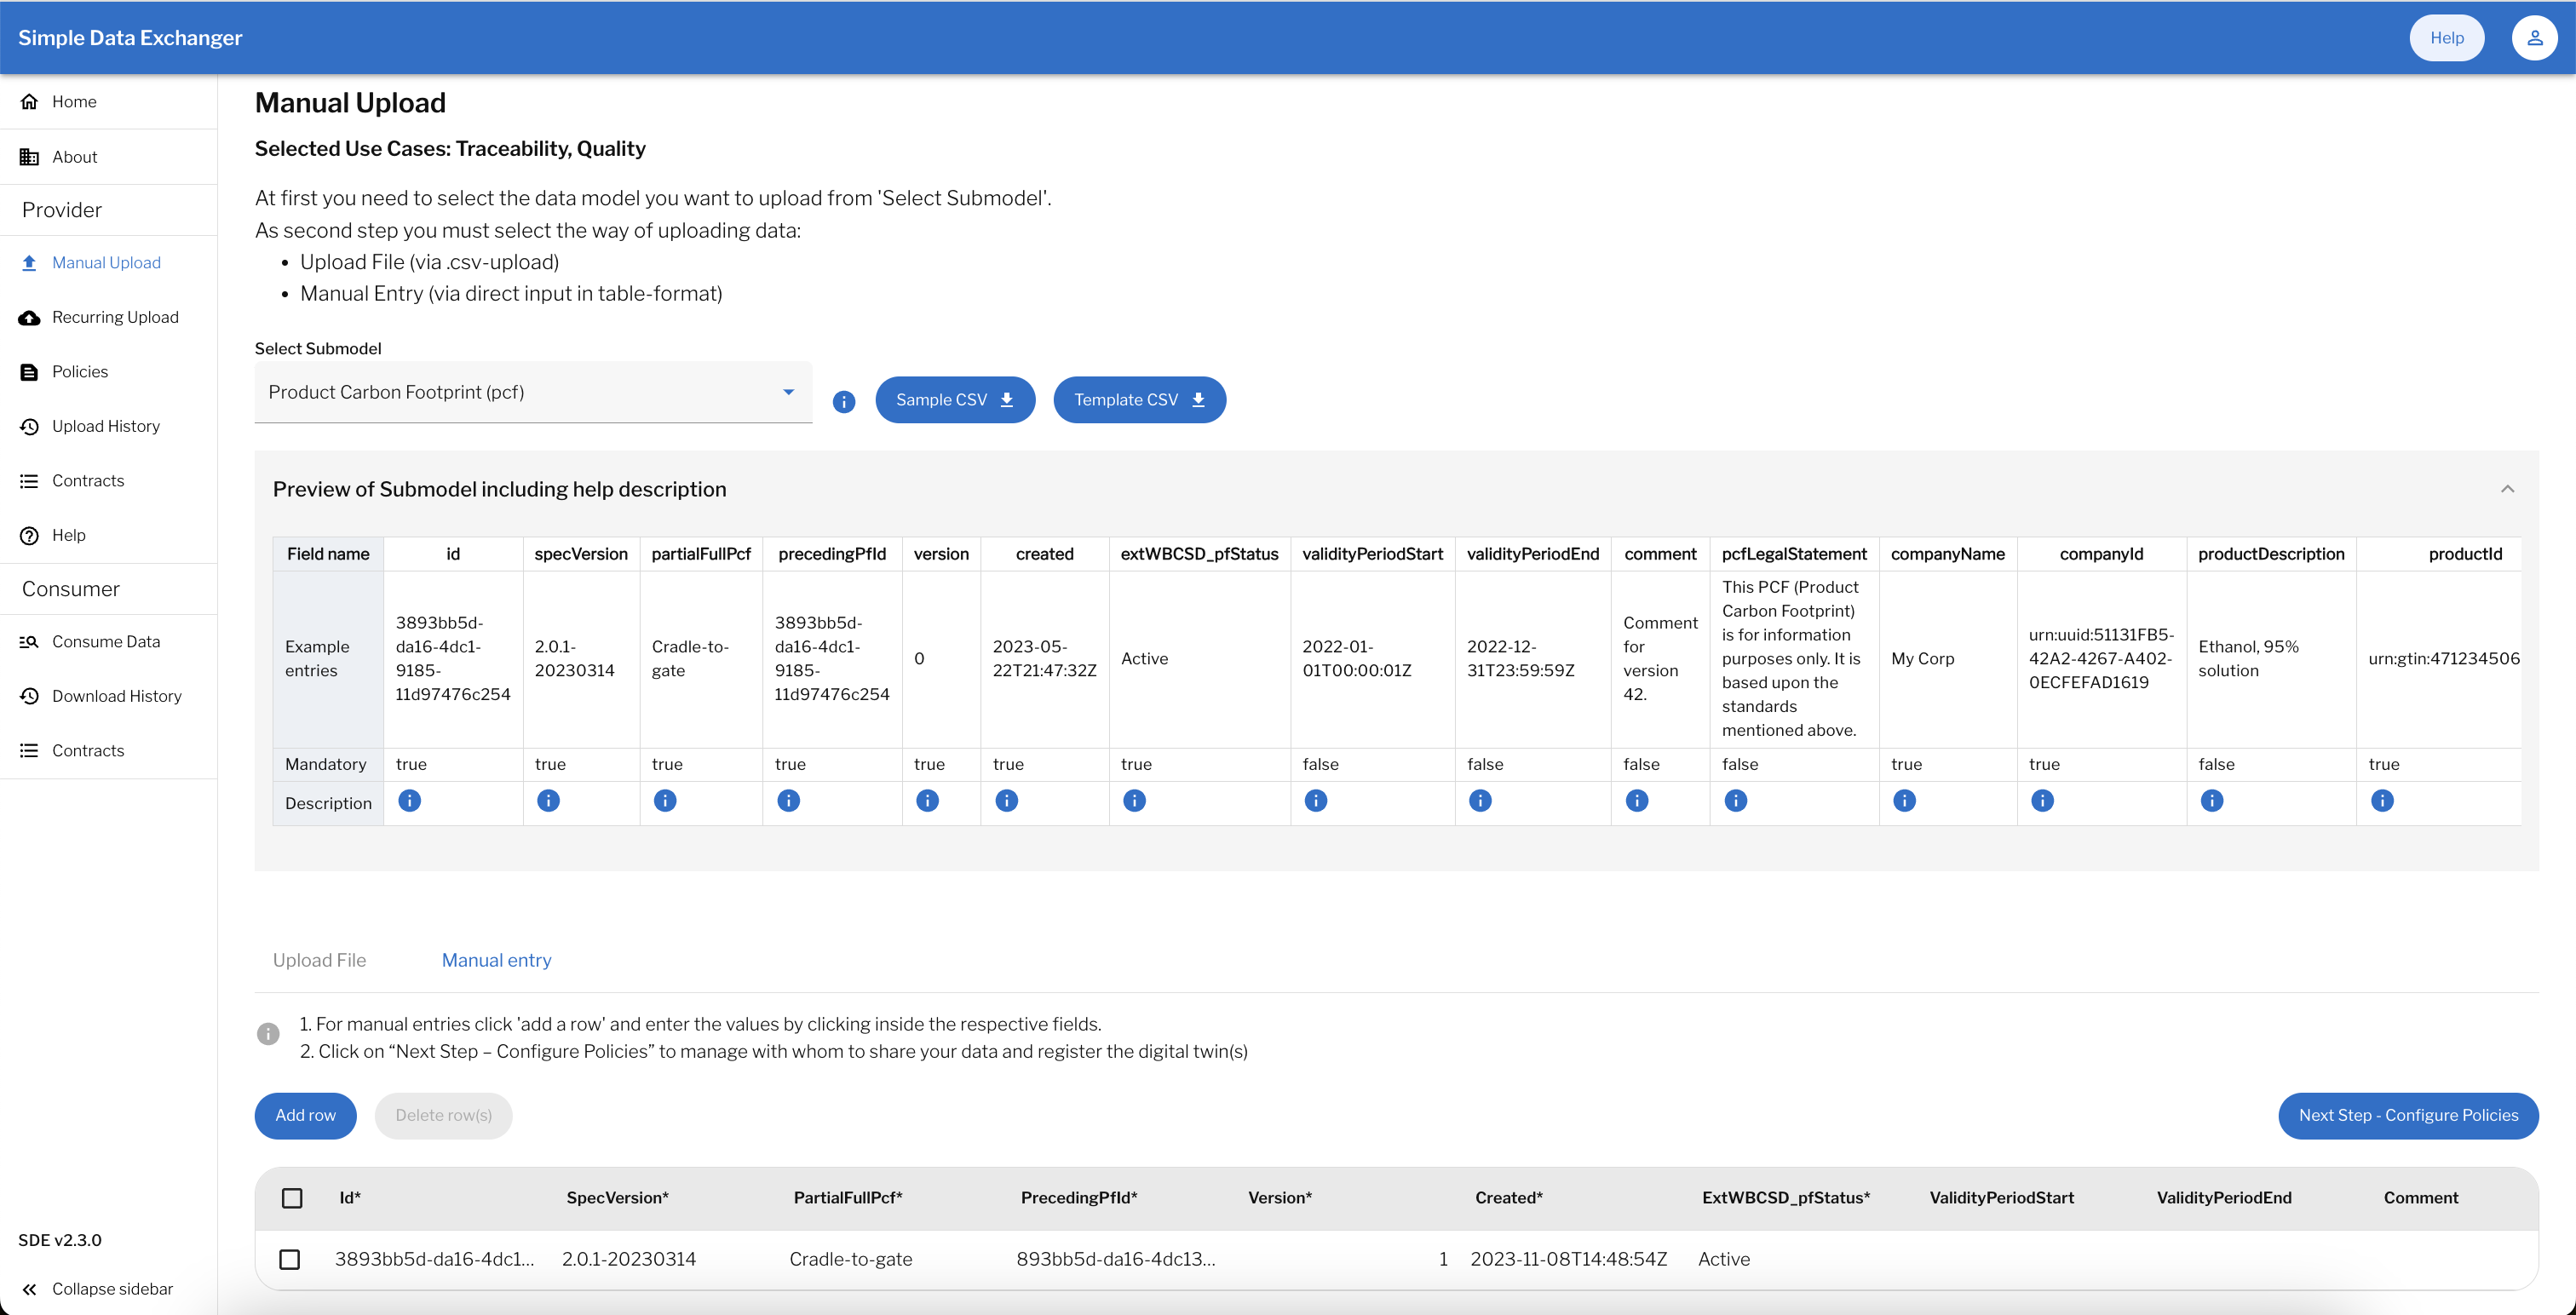 Simple Data Exchanger
Help
Home
About
Provider
Manual Upload
Recurring Upload
Policies
Upload History
Contracts
Help
Consumer
Consume Data
Download History
Contracts
SDE v2.3.0
Collapse sidebar
Manual Upload
Selected Use Cases: Traceability, Quality
At first you need to select the data model you want to upload from 'Select Submodel'.
As second step you must select the way of uploading data:
• Upload File (via .csv-upload)
• Manual Entry (via direct input in table-format)
Select Submodel
Product Carbon Footprint (pcf)
Sample CSV
Template CSV
Preview of Submodel including help description
Field name id specVersion partialFullPcf precedingPfId version created extWBCSD_pfStatus validityPeriodStart validityPeriodEnd comment pcfLegalStatement companyName companyId productDescription productId
Example
entries
3893bb5d-
da16-4dc1-
9185-
11d97476c254
2.0.1-
20230314
Cradle-to-
gate
3893bb5d-
da16-4dc1-
9185-
11d97476c254
0
2023-05-
22T21:47:32Z
Active
2022-01-
01T00:00:01Z
2022-12-
31T23:59:59Z
Comment
for
version
42.
This PCF (Product
Carbon Footprint)
is for information
purposes only. It is
based upon the
standards
mentioned above.
My Corp
urn:uuid:51131FB5-
42A2-4267-A402-
0ECFEFAD1619
Ethanol, 95%
solution
urn:gtin:471234506
Mandatory true true true true true true true false false false false true true false true
Description
Upload File
Manual entry
1. For manual entries click 'add a row' and enter the values by clicking inside the respective fields.
2. Click on “Next Step – Configure Policies” to manage with whom to share your data and register the digital twin(s)
Add row
Delete row(s)
Next Step - Configure Policies
Id* SpecVersion* PartialFullPcf* PrecedingPfId* Version* Created* ExtWBCSD_pfStatus* ValidityPeriodStart ValidityPeriodEnd Comment
3893bb5d-da16-4dc1... 2.0.1-20230314 Cradle-to-gate 893bb5d-da16-4dc13... 1 2023-11-08T14:48:54Z Active